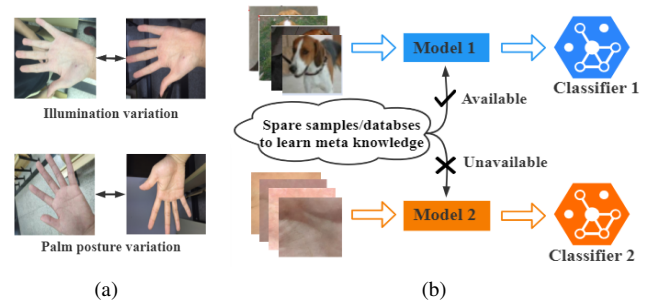 Illumination variation
Palm posture variation
(a)
Model 1
Classifier 1
Available
Spare samples/databses
to learn meta knowledge
Unavailable
Model 2
Classifier 2
(b)